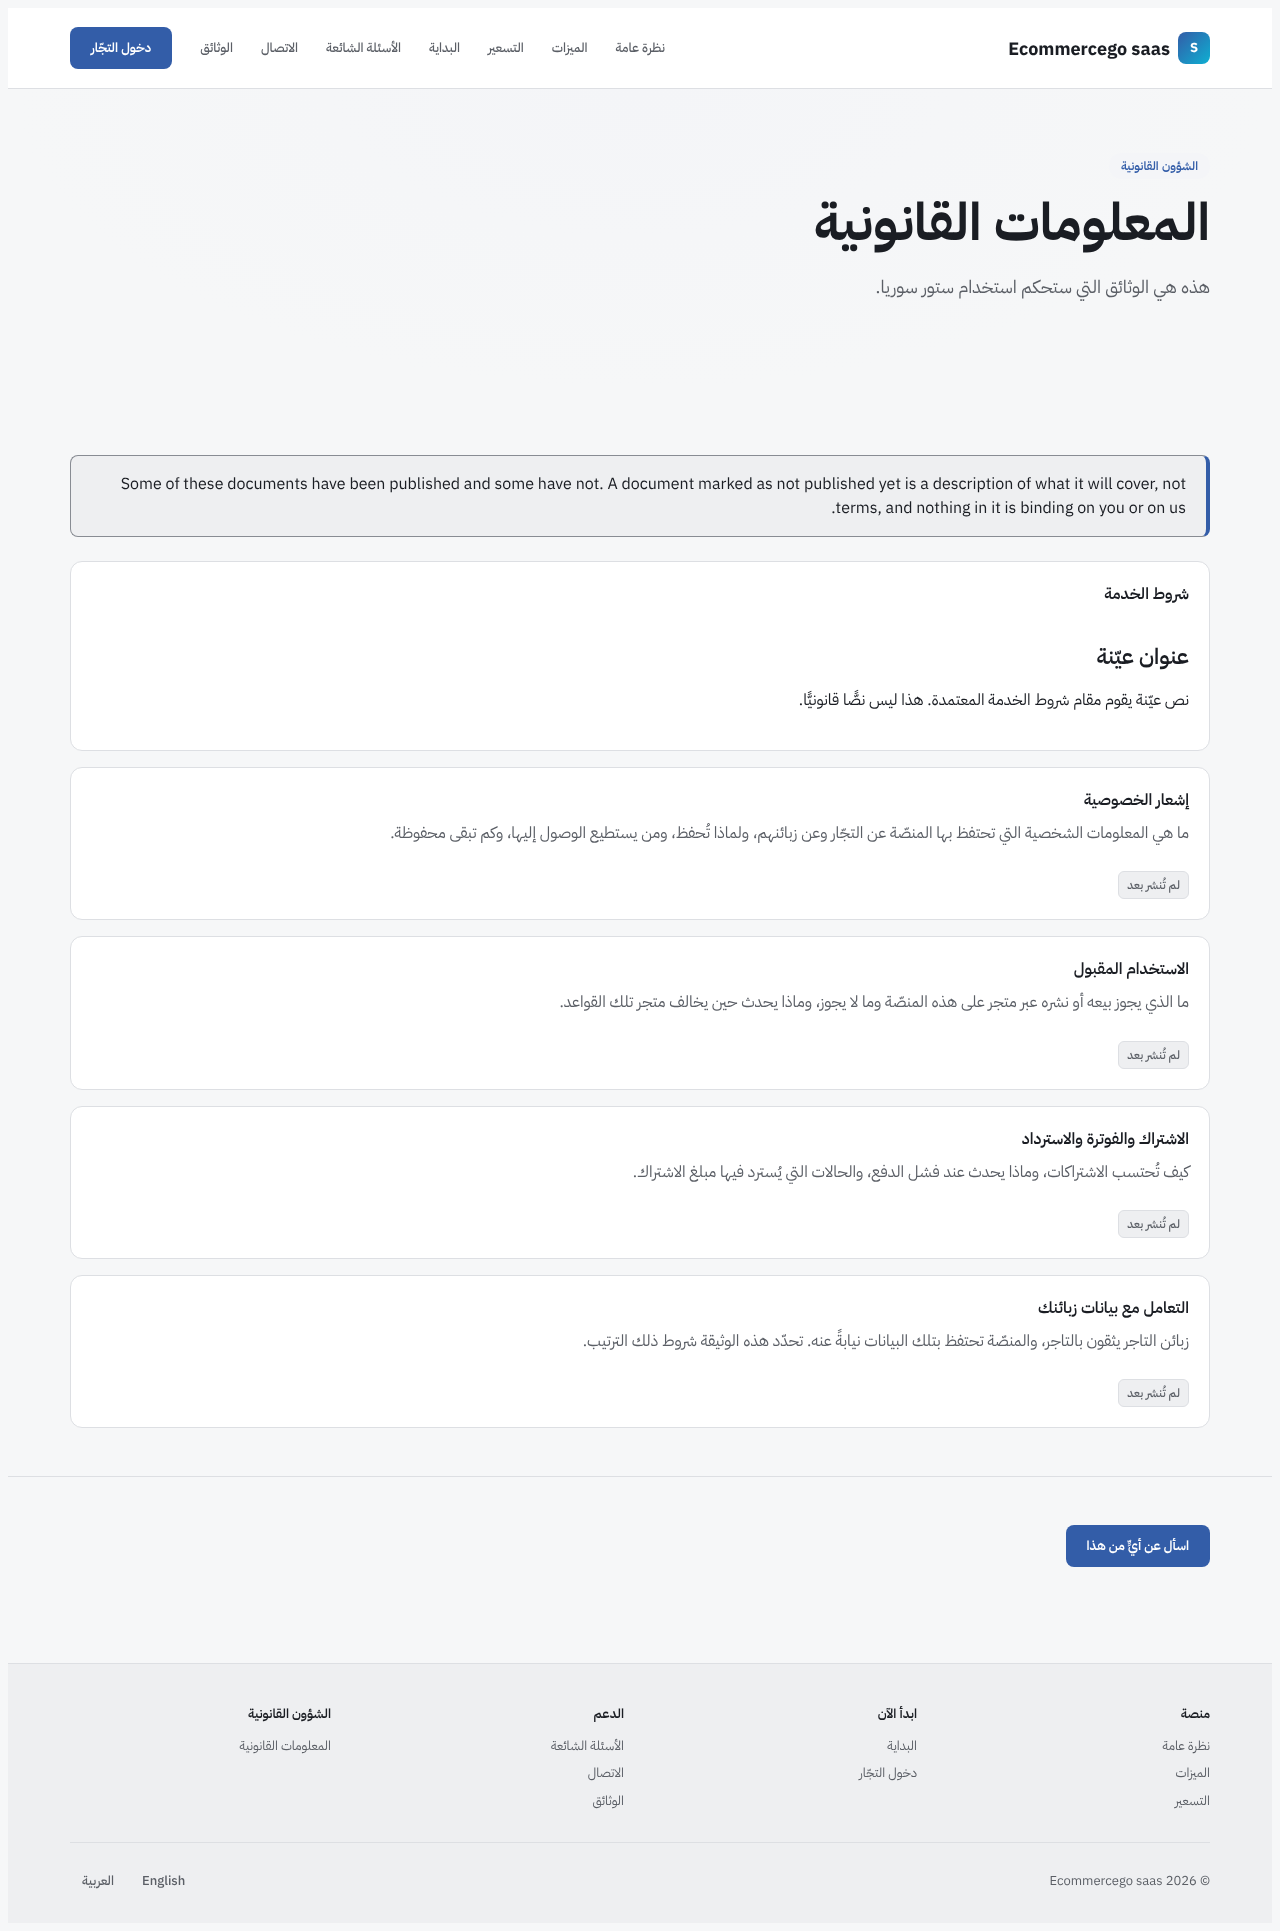 S
Ecommercego saas
نظرة عامة
الميزات
التسعير
البداية
الأسئلة الشائعة
الاتصال
الوثائق
دخول التجّار
الشؤون القانونية
المعلومات القانونية
هذه هي الوثائق التي ستحكم استخدام ستور سوريا.
Some of these documents have been published and some have not. A document marked as not published yet is a description of what it will cover, not
terms, and nothing in it is binding on you or on us.
شروط الخدمة
عنوان عيّنة
نص عيّنة يقوم مقام شروط الخدمة المعتمدة. هذا ليس نصًّا قانونيًّا.
إشعار الخصوصية
ما هي المعلومات الشخصية التي تحتفظ بها المنصّة عن التجّار وعن زبائنهم، ولماذا تُحفظ، ومن يستطيع الوصول إليها، وكم تبقى محفوظة.
لم تُنشر بعد
الاستخدام المقبول
ما الذي يجوز بيعه أو نشره عبر متجر على هذه المنصّة وما لا يجوز، وماذا يحدث حين يخالف متجر تلك القواعد.
لم تُنشر بعد
الاشتراك والفوترة والاسترداد
كيف تُحتسب الاشتراكات، وماذا يحدث عند فشل الدفع، والحالات التي يُسترد فيها مبلغ الاشتراك.
لم تُنشر بعد
التعامل مع بيانات زبائنك
زبائن التاجر يثقون بالتاجر، والمنصّة تحتفظ بتلك البيانات نيابةً عنه. تحدّد هذه الوثيقة شروط ذلك الترتيب.
لم تُنشر بعد
اسأل عن أيٍّ من هذا
منصة
نظرة عامة
الميزات
التسعير
ابدأ الآن
البداية
دخول التجّار
الدعم
الأسئلة الشائعة
الاتصال
الوثائق
الشؤون القانونية
المعلومات القانونية
© 2026 Ecommercego saas
English
العربية